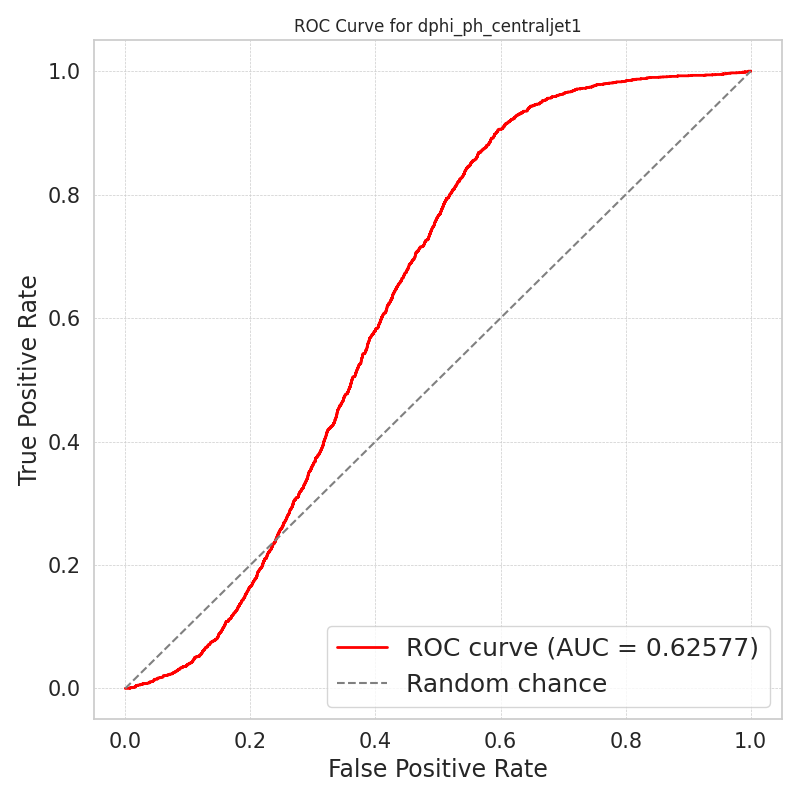 ROC Curve for dphi_ph_centraljet1
1.0
0.8
0.6
0.4
0.2
0.0
True Positive Rate
ROC curve (AUC = 0.62577)
Random chance
0.0 0.2 0.4 0.6 0.8 1.0
False Positive Rate